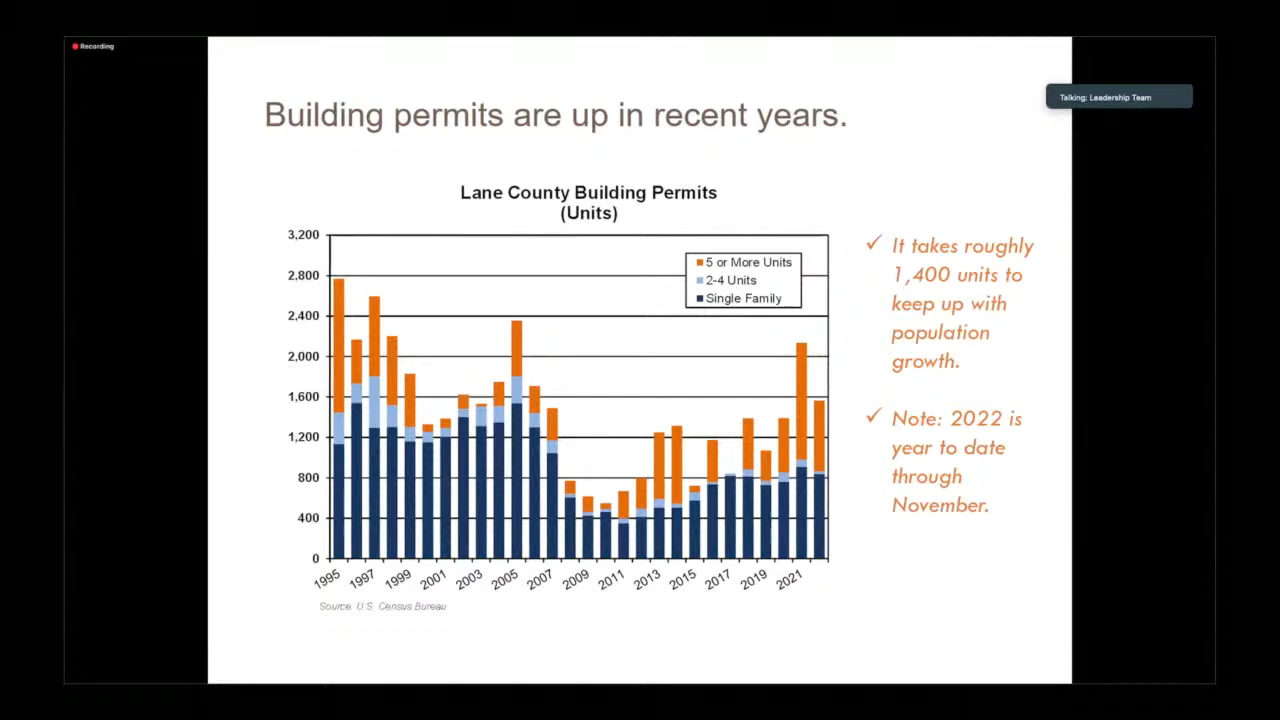 Recording
Talking: Leadership Team
Building permits are up in recent years.
Lane County Building Permits
(Units)
3,200
2,800
2,400
2,000
1,600
1,200
800
400
0
5 or More Units
2-4 Units
Single Family
1995
1997
1999
2001
2003
2005
2007
2009
2011
2013
2015
2017
2019
2021
Source: U.S. Census Bureau
✓ It takes roughly
1,400 units to
keep up with
population
growth.
✓ Note: 2022 is
year to date
through
November.